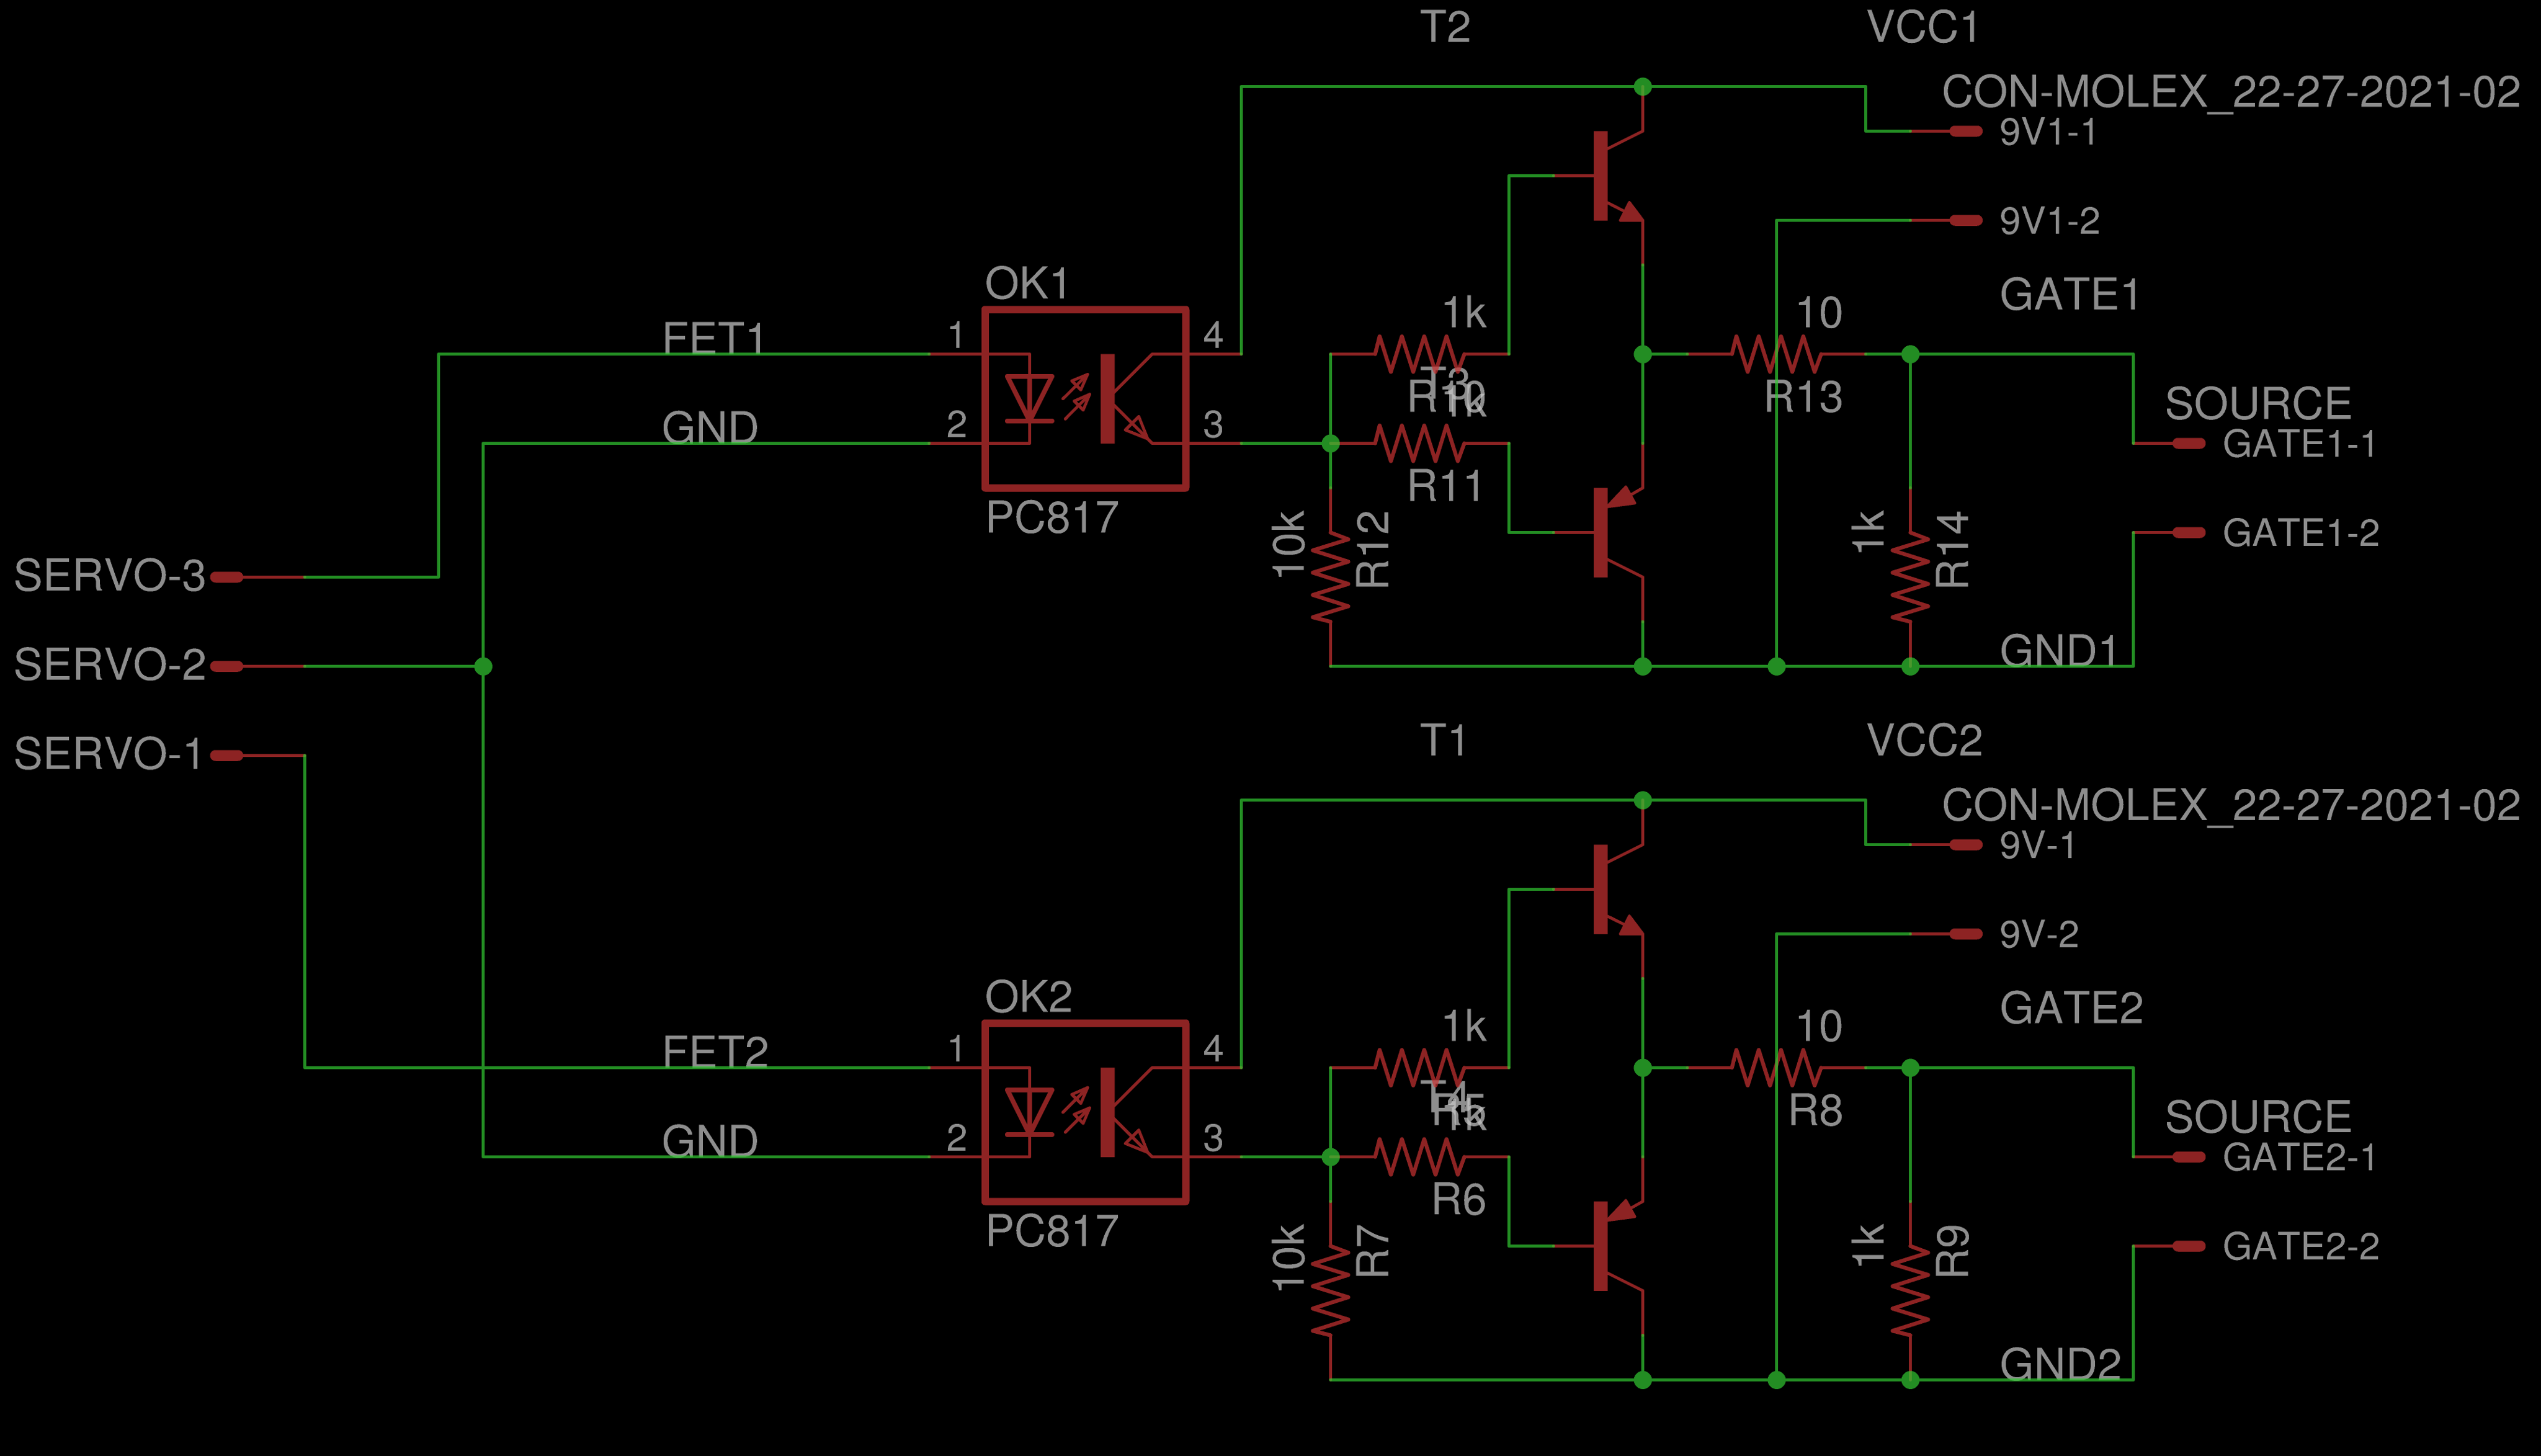 T2
VCC1
CON-MOLEX_22-27-2021-02
9V1-1
9V1-2
OK1
GATE1
FET1
1
4
1k
10
T3
R10
1k
R13
SOURCE
GND
2
3
GATE1-1
R11
PC817
10k
R12
1k
R14
GATE1-2
SERVO-3
SERVO-2
GND1
SERVO-1
T1
VCC2
CON-MOLEX_22-27-2021-02
9V-1
9V-2
OK2
GATE2
FET2
1
4
1k
10
T4
R5
1k
R8
SOURCE
GND
2
3
GATE2-1
R6
PC817
10k
R7
1k
R9
GATE2-2
GND2